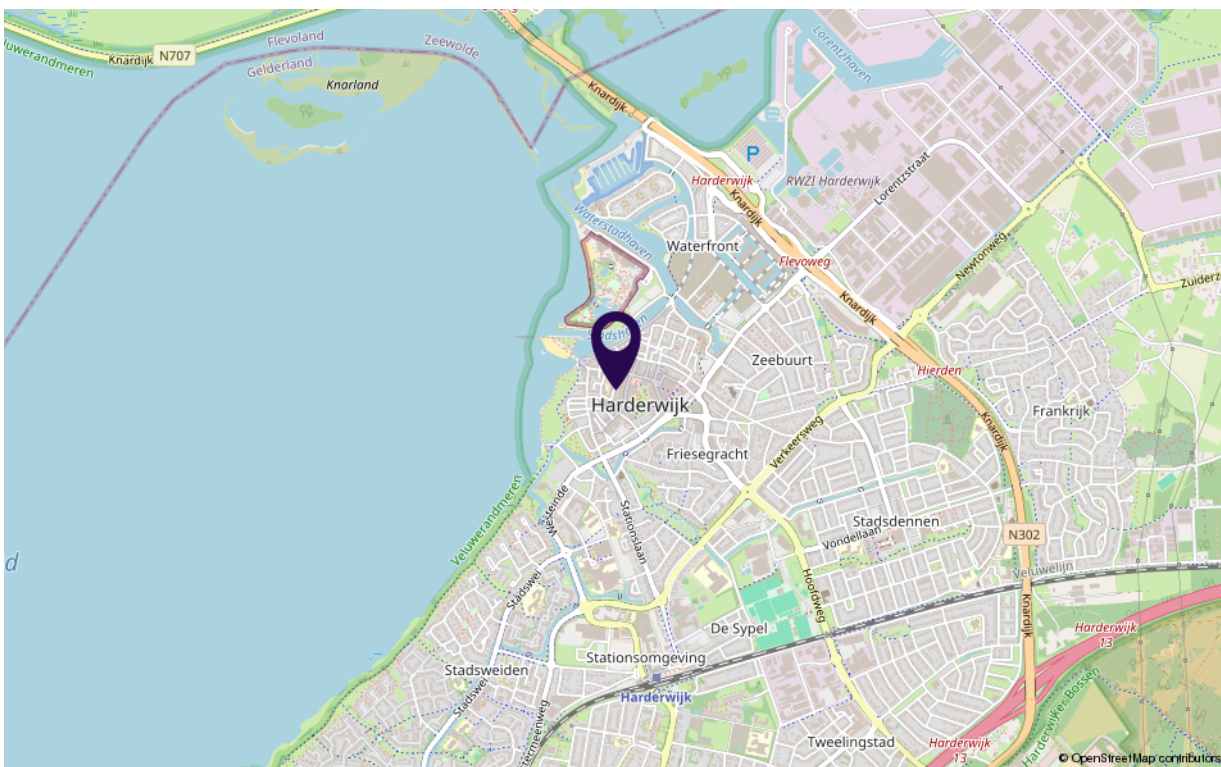 N707
Knardijk
Veluwerandmeren
Flevoland
Zeewolde
Gelderland
Knarland
Knardijk
Lorentzhaven
P
Harderwijk
RWZI Harderwijk
Lorentzstraat
Knardijk
Waterstadhaven
Waterfront
Flevoweg
Newtonweg
Knardijk
Zuiderz
Zeebuurt
Hierden
Harderwijk
Frankrijk
Knardijk
Verkeersweg
Friesegracht
Veluwerandmeren
Westeinde
Stationslaan
Stadsdennen
Vondellaan
N302
d
Veluwelijn
Stadswei
Hoofdweg
Knardijk
De Sypel
Harderwijk
13
Stationsomgeving
Stadsweiden
Stadswei
Harderwijk
Harderwijker Bossen
ermeenweg
Tweelingstad
Harderwijk
13
© OpenStreetMap contributors